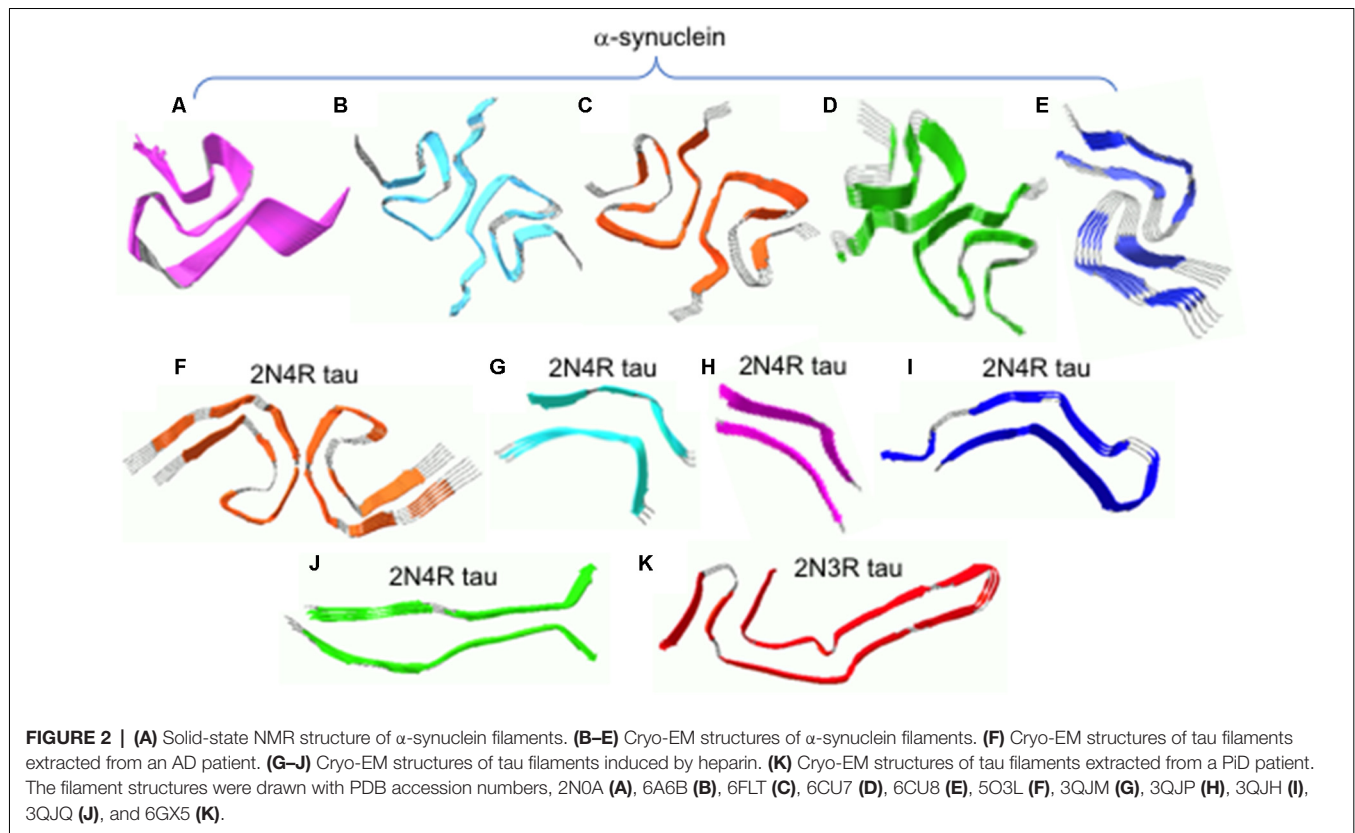 α-synuclein
A
B
C
D
E
F
2N4R tau
G
2N4R tau
H
2N4R tau
I
2N4R tau
J
2N4R tau
K
2N3R tau
FIGURE 2 | (A) Solid-state NMR structure of α-synuclein filaments. (B–E) Cryo-EM structures of α-synuclein filaments. (F) Cryo-EM structures of tau filaments
extracted from an AD patient. (G–J) Cryo-EM structures of tau filaments induced by heparin. (K) Cryo-EM structures of tau filaments extracted from a PiD patient.
The filament structures were drawn with PDB accession numbers, 2N0A (A), 6A6B (B), 6FLT (C), 6CU7 (D), 6CU8 (E), 5O3L (F), 3QJM (G), 3QJP (H), 3QJH (I),
3QJQ (J), and 6GX5 (K).